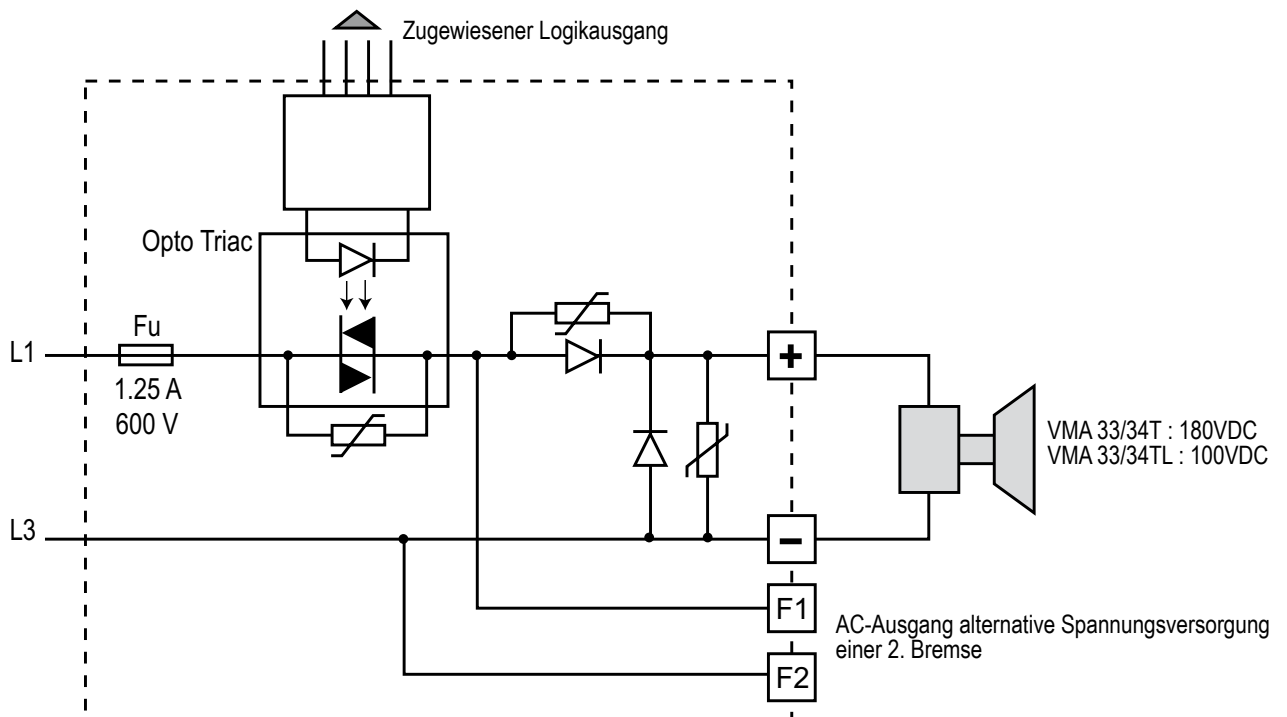 Zugewiesener Logikausgang
Opto Triac
L1
Fu
1.25 A
600 V
+
VMA 33/34T : 180VDC
VMA 33/34TL : 100VDC
L3
−
F1
AC-Ausgang alternative Spannungsversorgung
einer 2. Bremse
F2